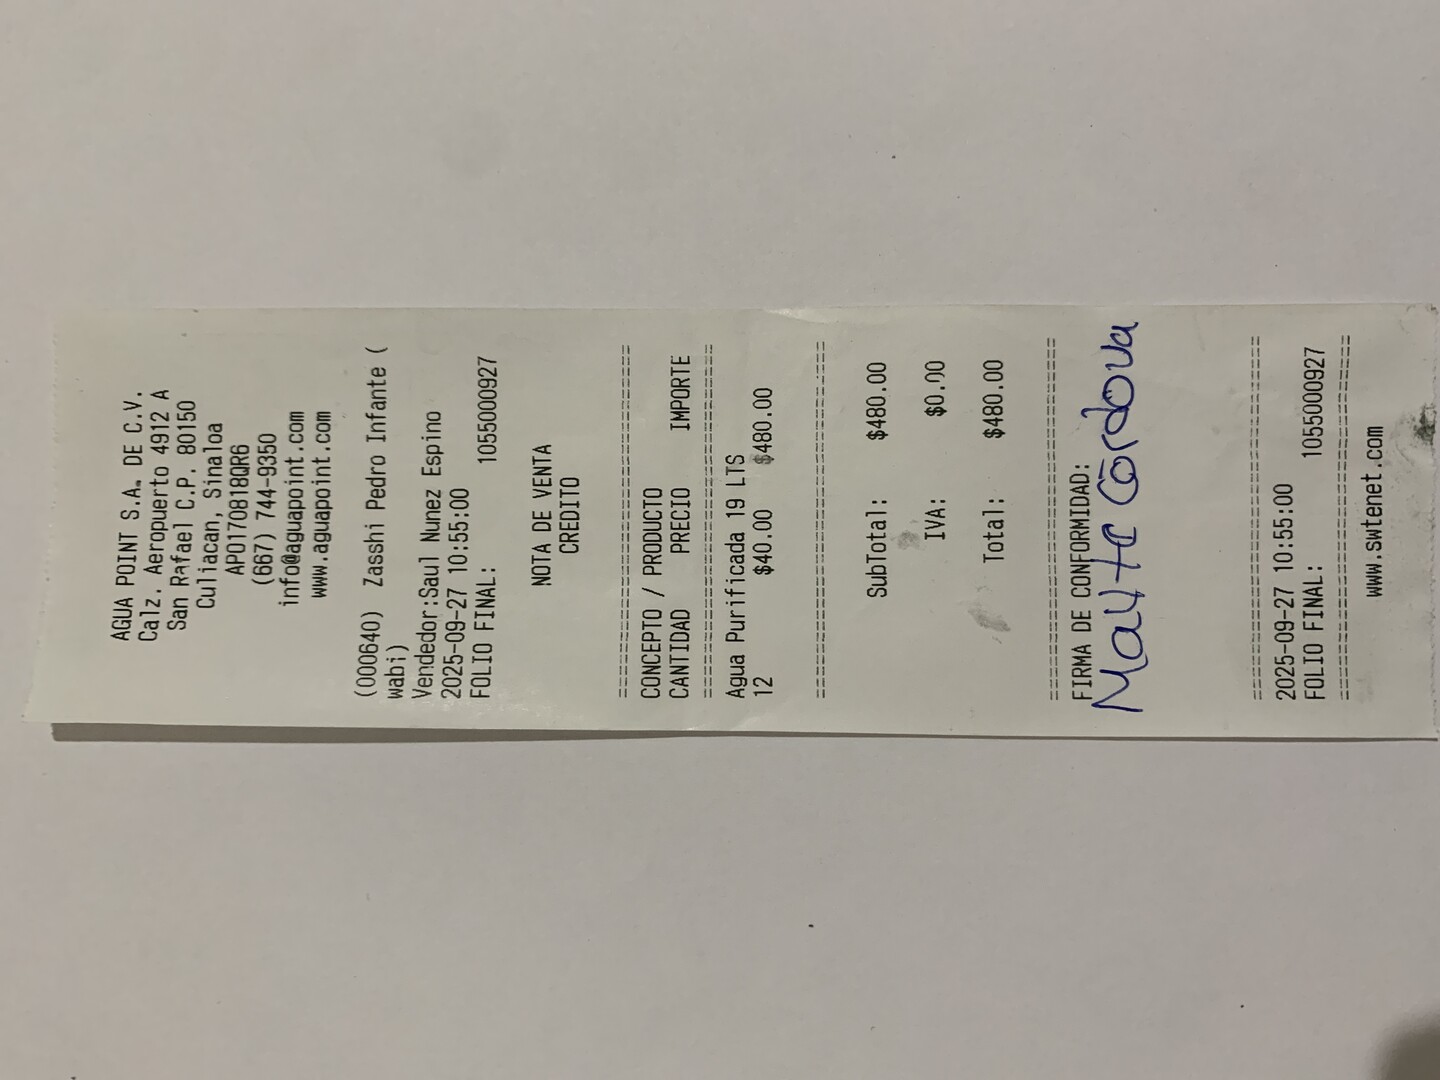 AGUA POINT S.A. DE C.V.
Calz. Aeropuerto 4912 A
San Rafael C.P. 80150
Culiacan, Sinaloa
APO170818QR6
(667) 744-9350
info@aguapoint.com
www.aguapoint.com
(000640) Zasshi Pedro Infante (
wabi)
Vendedor:Saul Nunez Espino
2025-09-27 10:55:00
FOLIO FINAL: 1055000927
NOTA DE VENTA
CREDITO
================================
CONCEPTO / PRODUCTO
CANTIDAD PRECIO IMPORTE
================================
Agua Purificada 19 LTS
12 $40.00 $480.00
================================
SubTotal: $480.00
IVA: $0.00
Total: $480.00
================================
FIRMA DE CONFORMIDAD:
Mayte Cordova
================================
2025-09-27 10:55:00
FOLIO FINAL: 1055000927
================================
www.swtenet.com